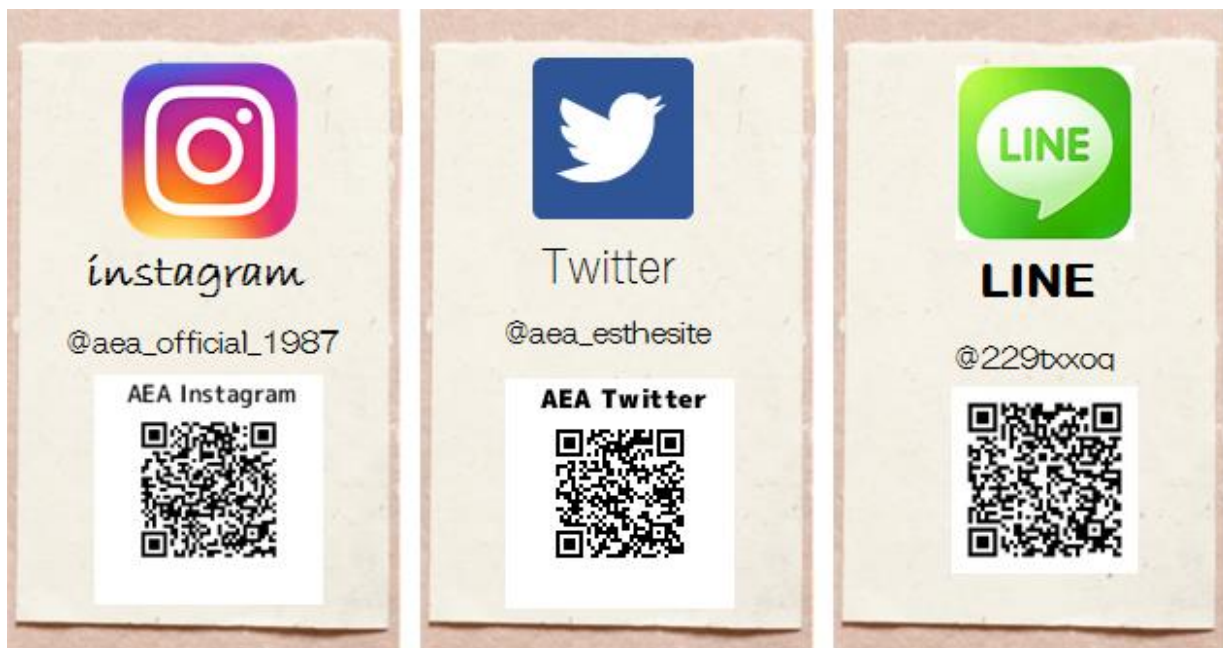 instagram
@aea_official_1987
AEA Instagram
Twitter
@aea_esthesite
AEA Twitter
LINE
LINE
@229txxoq